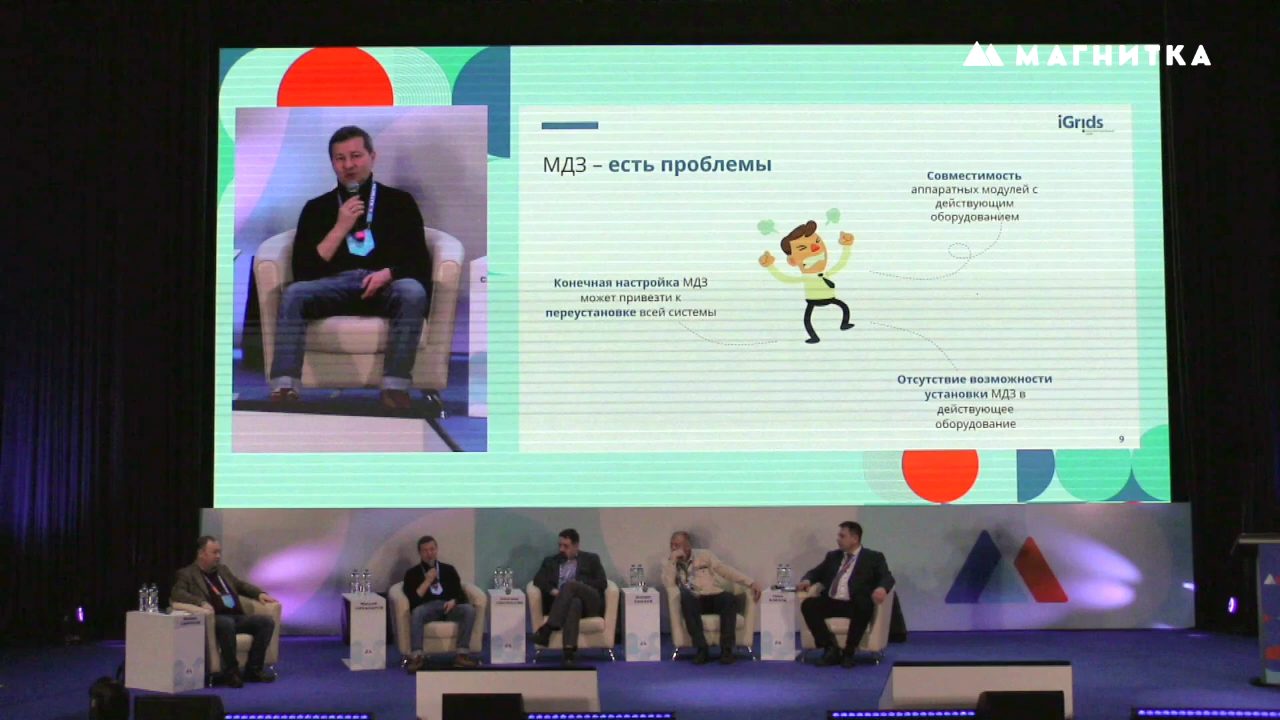 МАГНИТКА
iGrids
МДЗ – есть проблемы
Совместимость
аппаратных модулей с
действующим
оборудованием
Конечная настройка МДЗ
может привезти к
переустановке всей системы
Отсутствие возможности
установки МДЗ в
действующее
оборудование
9